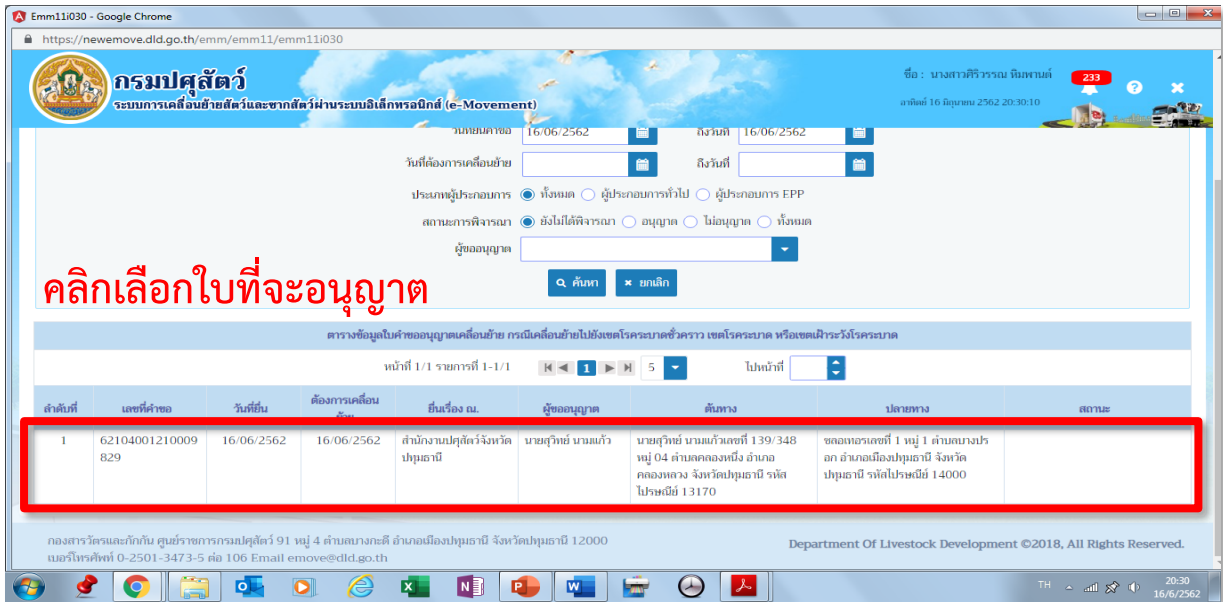 Emm11i030 - Google Chrome
https://newemove.dld.go.th/emm/emm11/emm11i030
กรมปศุสัตว์
ระบบการเคลื่อนย้ายสัตว์และซากสัตว์ผ่านระบบอิเล็กทรอนิกส์ (e-Movement)
ชื่อ : นางสาวศิริวรรณ พิมพานต์
233
อาทิตย์ 16 มิถุนายน 2562 20:30:10
วันที่ยื่นคำขอ 16/06/2562 ถึงวันที่ 16/06/2562
วันที่ต้องการเคลื่อนย้าย ถึงวันที่
ประเภทผู้ประกอบการ ทั้งหมด ผู้ประกอบการทั่วไป ผู้ประกอบการ EPP
สถานะการพิจารณา ยังไม่ได้พิจารณา อนุญาต ไม่อนุญาต ทั้งหมด
ผู้ขออนุญาต
ค้นหา ยกเลิก
คลิกเลือกใบที่จะอนุญาต
ตารางข้อมูลใบคำขออนุญาตเคลื่อนย้าย กรณีเคลื่อนย้ายไปยังเขตโรคระบาดชั่วคราว เขตโรคระบาด หรือเขตเฝ้าระวังโรคระบาด
หน้าที่ 1/1 รายการที่ 1-1/1 1 5 ไปหน้าที่
ลำดับที่ เลขที่คำขอ วันที่ยื่น ต้องการเคลื่อนย้าย ยื่นเรื่อง ณ. ผู้ขออนุญาต ต้นทาง ปลายทาง สถานะ
1 62104001210009 16/06/2562 16/06/2562 สำนักงานปศุสัตว์จังหวัด นายสุวิทย์ นามแก้ว นายสุวิทย์ นามแก้วเลขที่ 139/348 ซลอเทอรเลขที่ 1 หมู่ 1 ตำบลบางปร
829 ปทุมธานี หมู่ 04 ตำบลคลองหนึ่ง อำเภอ อก อำเภอเมืองปทุมธานี จังหวัด
คลองหลวง จังหวัดปทุมธานี รหัส ปทุมธานี รหัสไปรษณีย์ 14000
ไปรษณีย์ 13170
กองสารวัตรและกักกัน ศูนย์ราชการกรมปศุสัตว์ 91 หมู่ 4 ตำบลบางกะดี อำเภอเมืองปทุมธานี จังหวัดปทุมธานี 12000
เบอร์โทรศัพท์ 0-2501-3473-5 ต่อ 106 Email emove@dld.go.th
Department Of Livestock Development ©2018, All Rights Reserved.
TH 20:30
16/6/2562